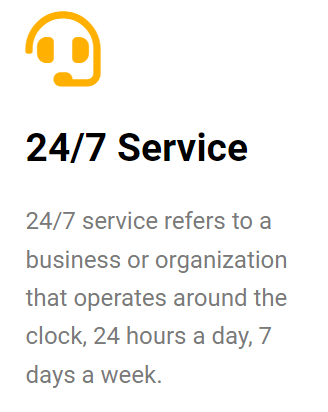 24/7 Service
24/7 service refers to a
business or organization
that operates around the
clock, 24 hours a day, 7
days a week.